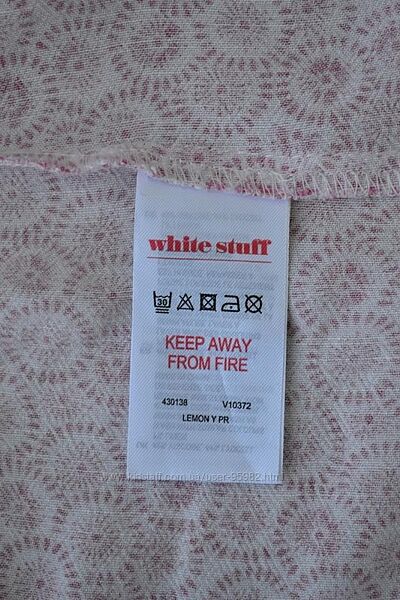 white stuff
30
KEEP AWAY
FROM FIRE
430138 V10372
LEMON Y PR